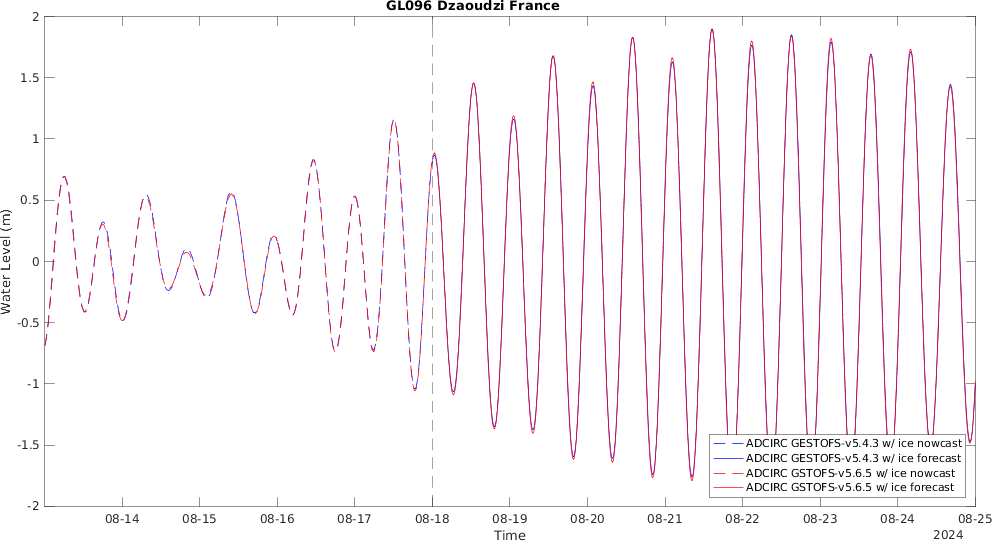 GL096 Dzaoudzi France
2
1.5
1
0.5
0
-0.5
-1
-1.5
-2
Water Level (m)
ADCIRC GESTOFS-v5.4.3 w/ ice nowcast
ADCIRC GESTOFS-v5.4.3 w/ ice forecast
ADCIRC GSTOFS-v5.6.5 w/ ice nowcast
ADCIRC GSTOFS-v5.6.5 w/ ice forecast
08-14 08-15 08-16 08-17 08-18 08-19 08-20 08-21 08-22 08-23 08-24 08-25
Time
2024